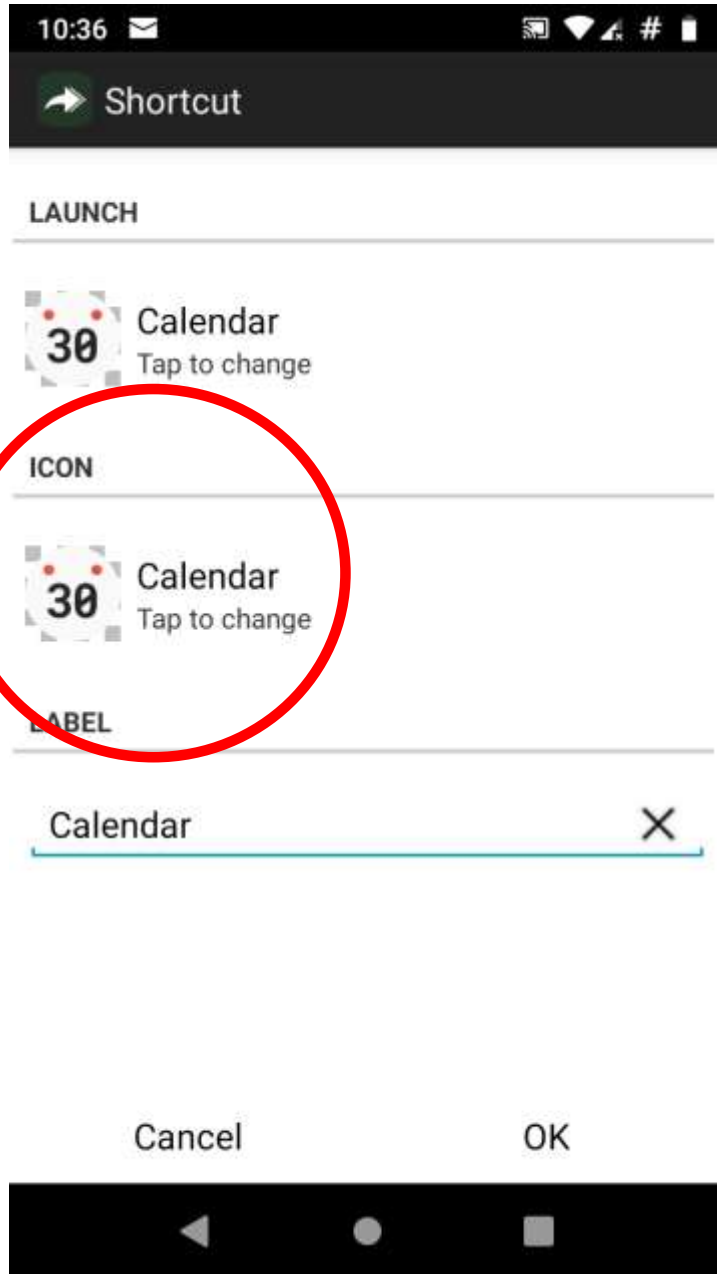 10:36 #
Shortcut
LAUNCH
30
Calendar
Tap to change
ICON
30
Calendar
Tap to change
LABEL
Calendar
Cancel OK